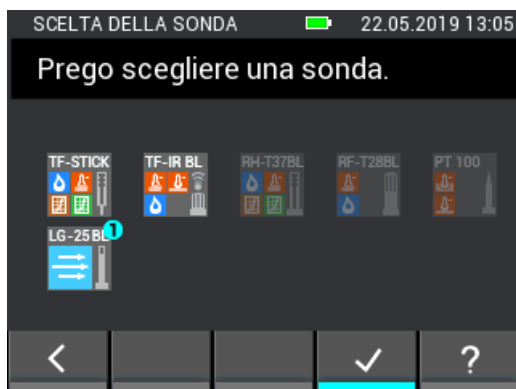 SCELTA DELLA SONDA 22.05.2019 13:05
Prego scegliere una sonda.
TF-STICK TF-IR BL RH-T37BL RF-T28BL PT 100
LG-25 BL 1
?